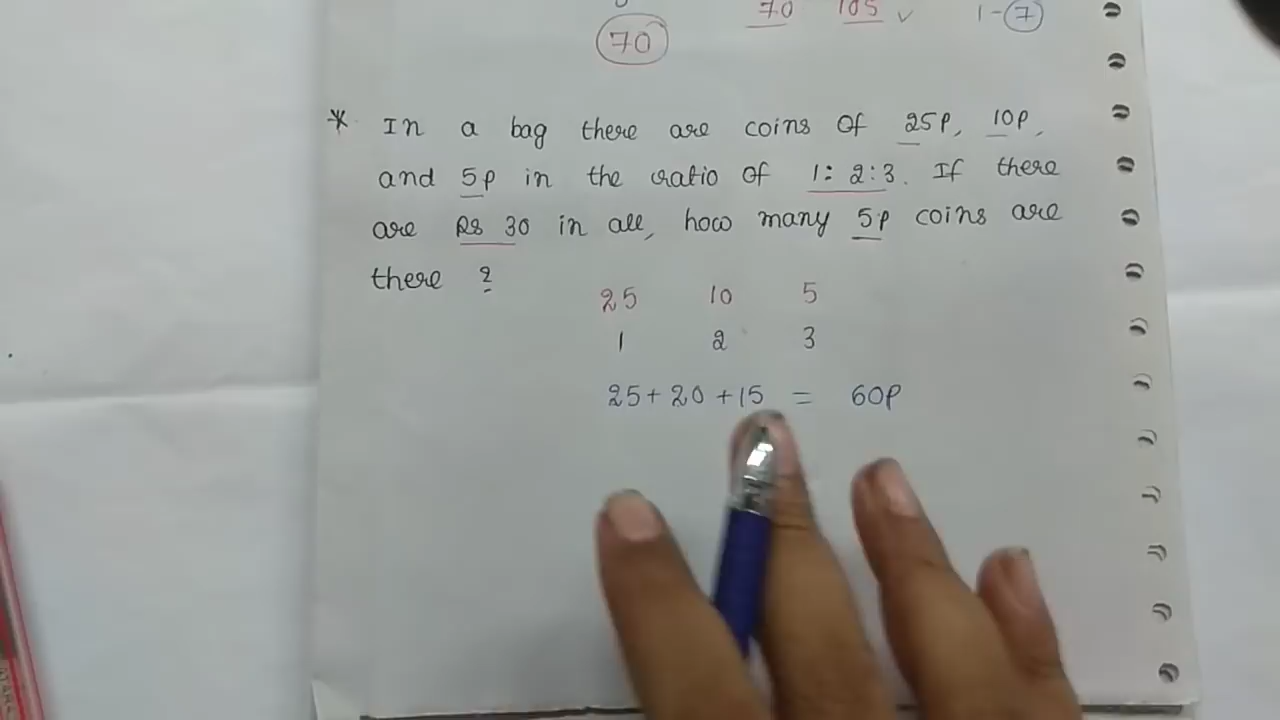 70 105 ✓ 1-7
70
* In a bag there are coins of 25P, 10P,
and 5p in the ratio of 1:2:3. If there
are Rs 30 in all, how many 5p coins are
there ?
25 10 5
1 2 3
25+20+15 = 60P